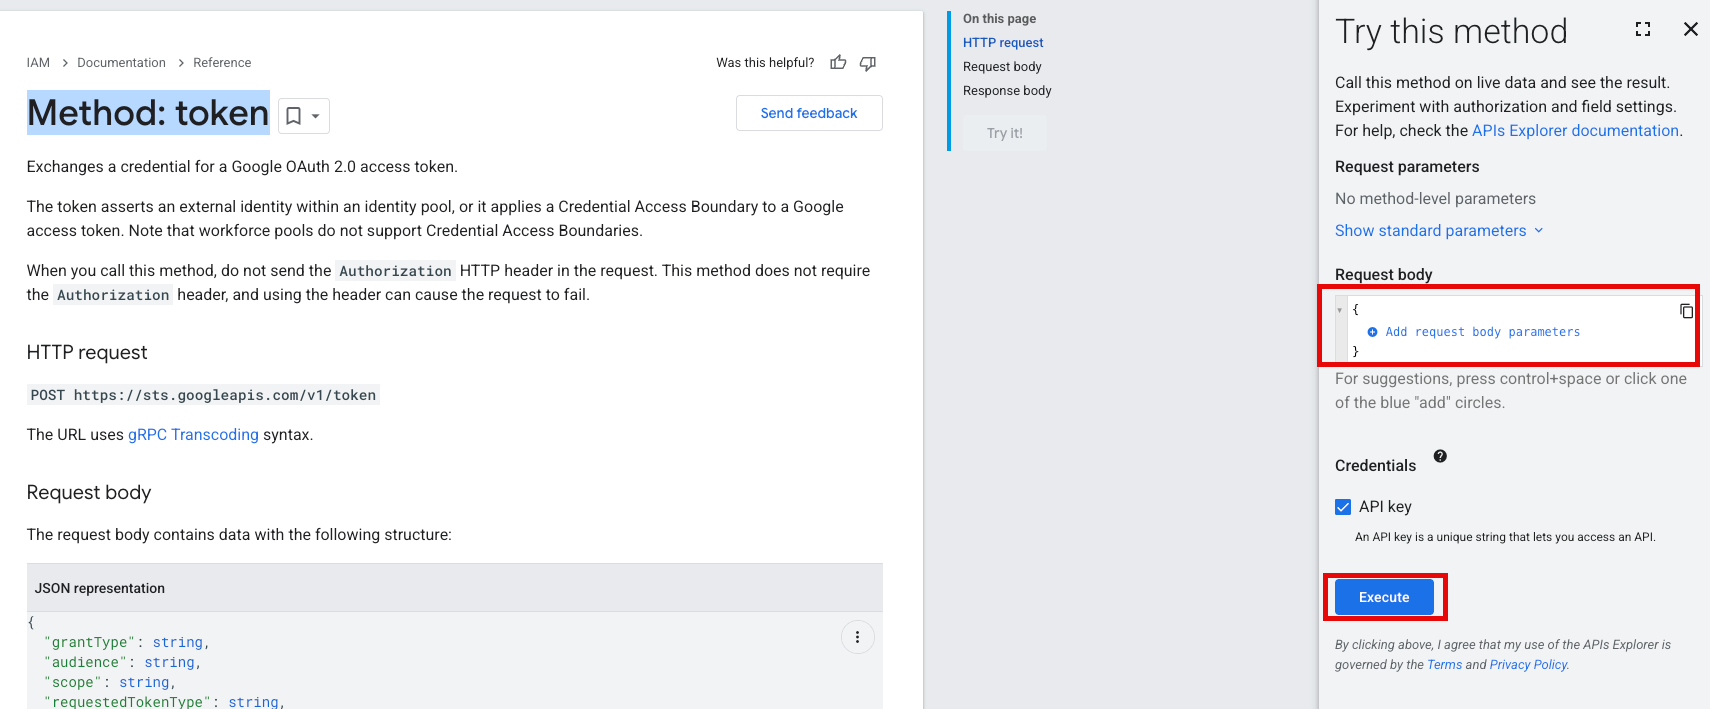 IAM > Documentation > Reference
Was this helpful?
Method: token
Send feedback
Exchanges a credential for a Google OAuth 2.0 access token.
The token asserts an external identity within an identity pool, or it applies a Credential Access Boundary to a Google
access token. Note that workforce pools do not support Credential Access Boundaries.
When you call this method, do not send the Authorization HTTP header in the request. This method does not require
the Authorization header, and using the header can cause the request to fail.
HTTP request
POST https://sts.googleapis.com/v1/token
The URL uses gRPC Transcoding syntax.
Request body
The request body contains data with the following structure:
JSON representation
{
"grantType": string,
"audience": string,
"scope": string,
"requestedTokenType": string,
On this page
HTTP request
Request body
Response body
Try it!
Try this method
Call this method on live data and see the result.
Experiment with authorization and field settings.
For help, check the APIs Explorer documentation.
Request parameters
No method-level parameters
Show standard parameters
Request body
{
Add request body parameters
}
For suggestions, press control+space or click one
of the blue "add" circles.
Credentials
API key
An API key is a unique string that lets you access an API.
Execute
By clicking above, I agree that my use of the APIs Explorer is
governed by the Terms and Privacy Policy.